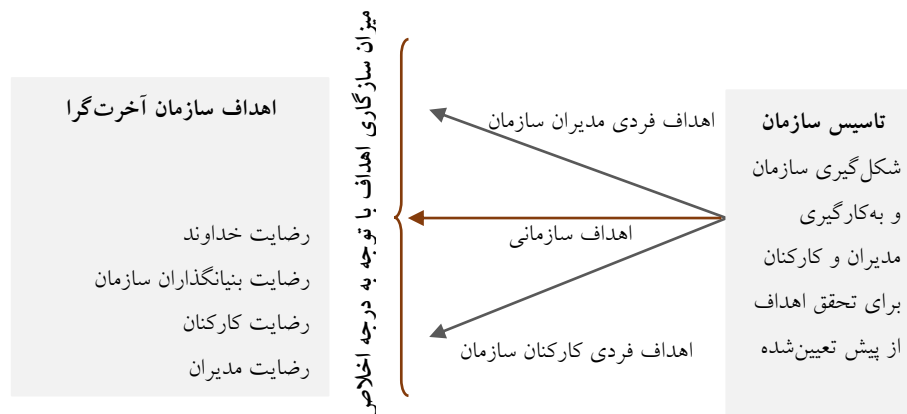 تاسیس سازمان
شکل‌گیری سازمان
و به‌کارگیری
مدیران و کارکنان
برای تحقق اهداف
از پیش تعیین‌شده
اهداف فردی مدیران سازمان
اهداف سازمانی
اهداف فردی کارکنان سازمان
میزان سازگاری اهداف با توجه به درجه اخلاص
اهداف سازمان آخرت‌گرا
رضایت خداوند
رضایت بنیانگذاران سازمان
رضایت کارکنان
رضایت مدیران